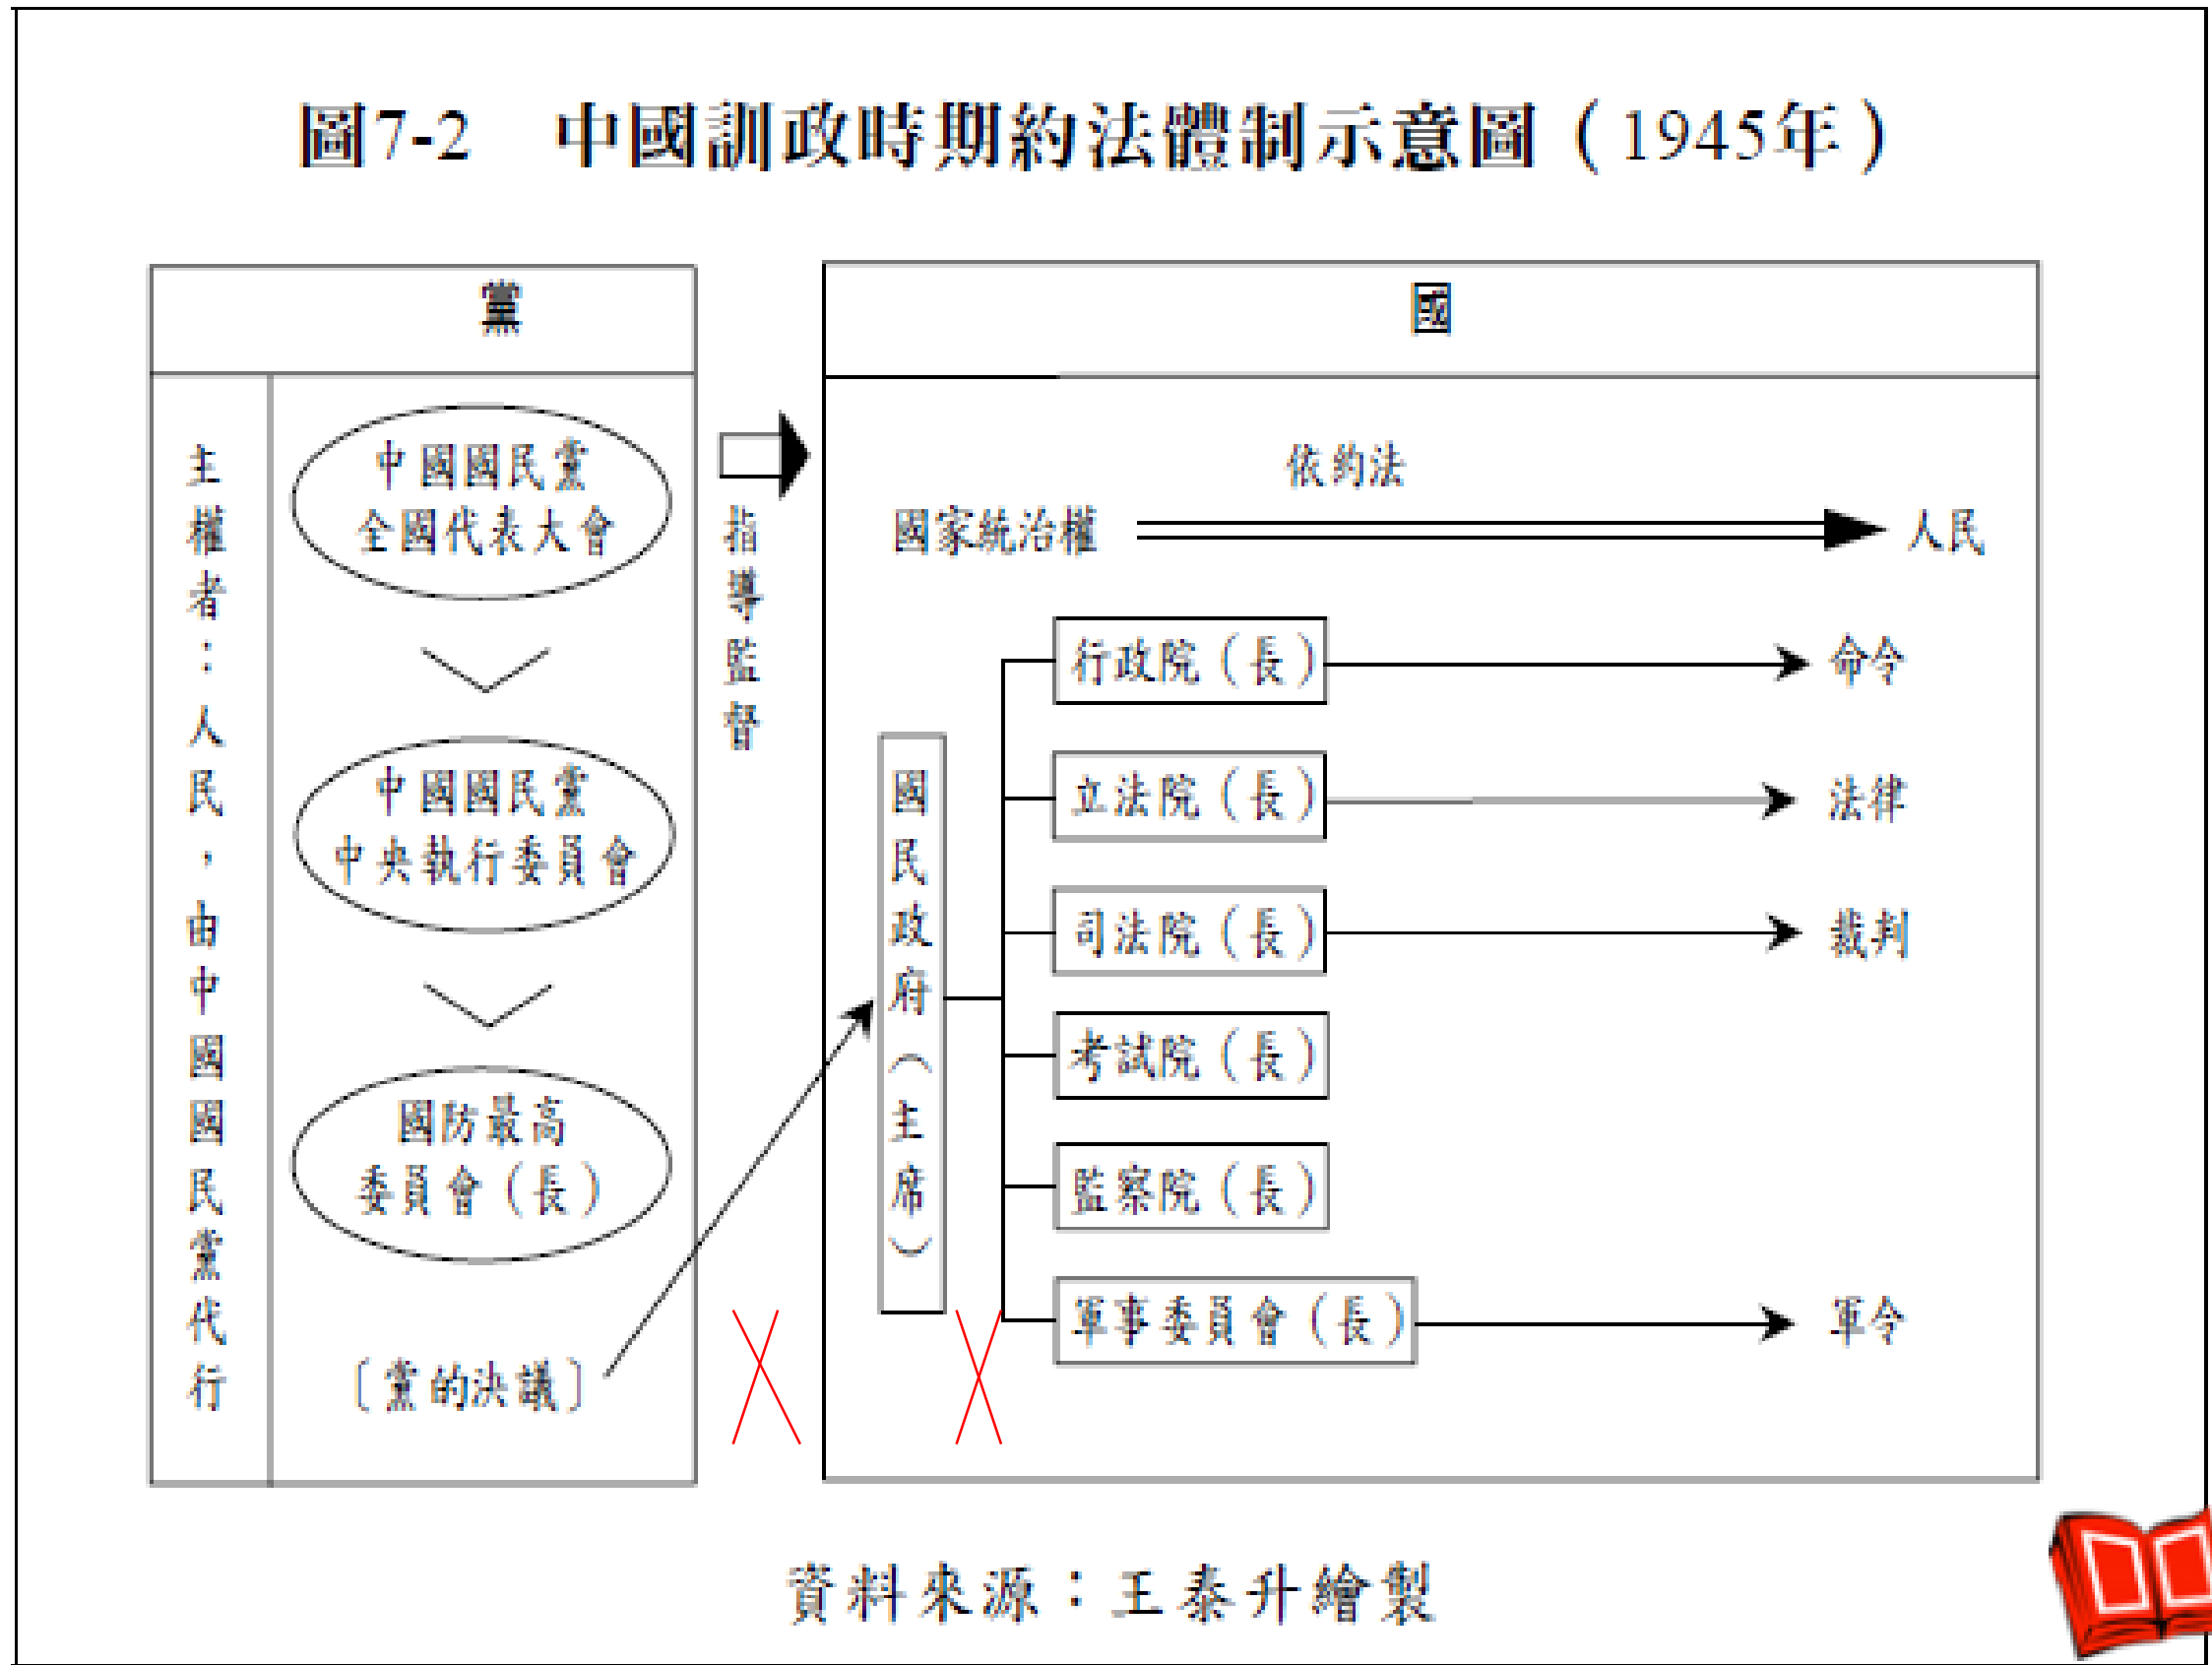 圖7-2 中國訓政時期約法體制示意圖（1945年）
黨
主權者：人民，由中國國民黨代行
中國國民黨
全國代表大會
中國國民黨
中央執行委員會
國防最高
委員會（長）
〔黨的決議〕
指導監督
國
依約法
國家統治權
人民
國民政府（主席）
行政院（長）
命令
立法院（長）
法律
司法院（長）
裁判
考試院（長）
監察院（長）
軍事委員會（長）
軍令
資料來源：王泰升繪製